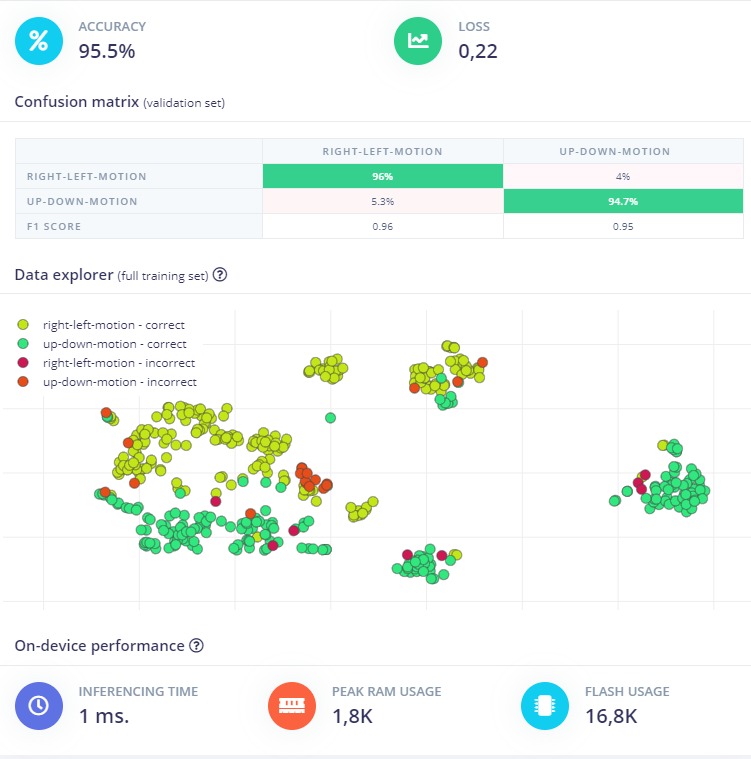 ACCURACY
95.5%
LOSS
0,22
Confusion matrix (validation set)
RIGHT-LEFT-MOTION UP-DOWN-MOTION
RIGHT-LEFT-MOTION 96% 4%
UP-DOWN-MOTION 5.3% 94.7%
F1 SCORE 0.96 0.95
Data explorer (full training set) ?
right-left-motion - correct
up-down-motion - correct
right-left-motion - incorrect
up-down-motion - incorrect
On-device performance ?
INFERENCING TIME
1 ms.
PEAK RAM USAGE
1,8K
FLASH USAGE
16,8K